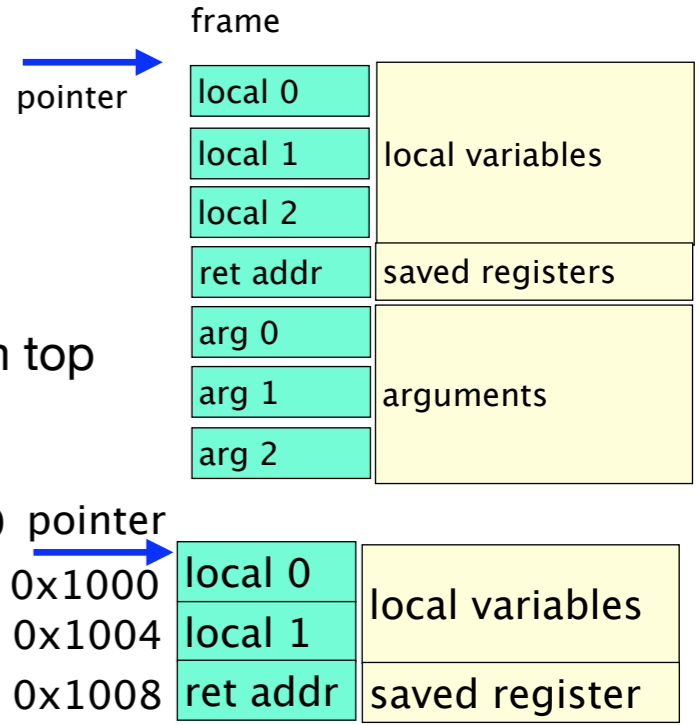 frame
pointer
local 0
local 1
local variables
local 2
ret addr
saved registers
arg 0
top
arg 1
arguments
arg 2
pointer
0x1000
local 0
local variables
0x1004
local 1
0x1008
ret addr
saved register